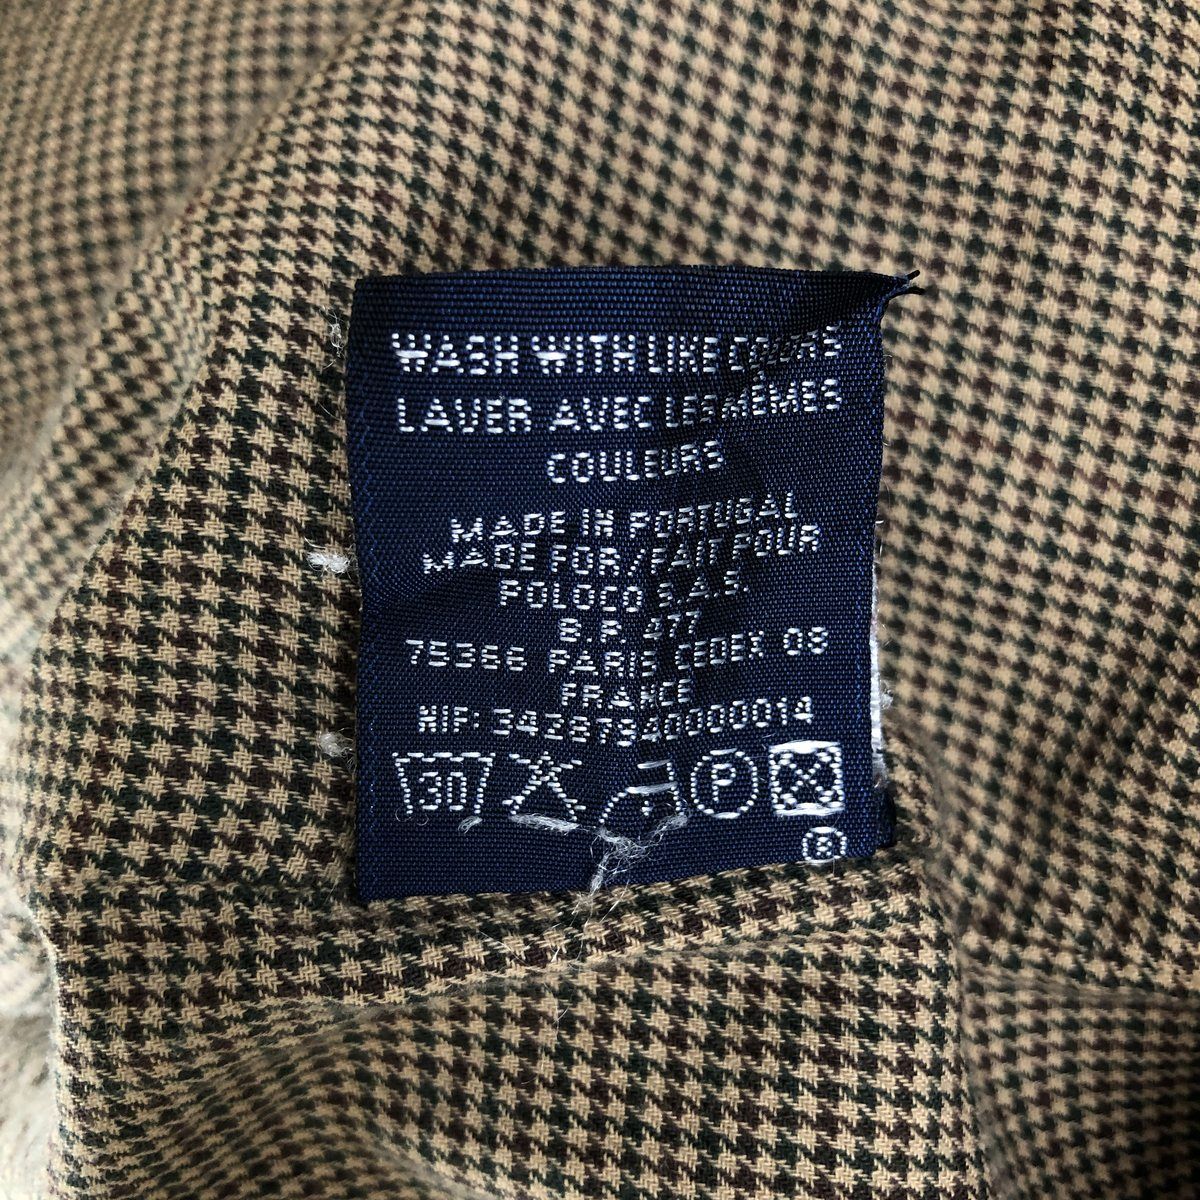 WASH WITH LIKE COLORS
LAVER AVEC LES MÊMES
COULEURS
MADE IN PORTUGAL
MADE FOR/FAIT POUR
POLOCO S.A.S.
B.P. 477
75366 PARIS CEDEX 08
FRANCE
NIF: 34287940000014
30 P
®